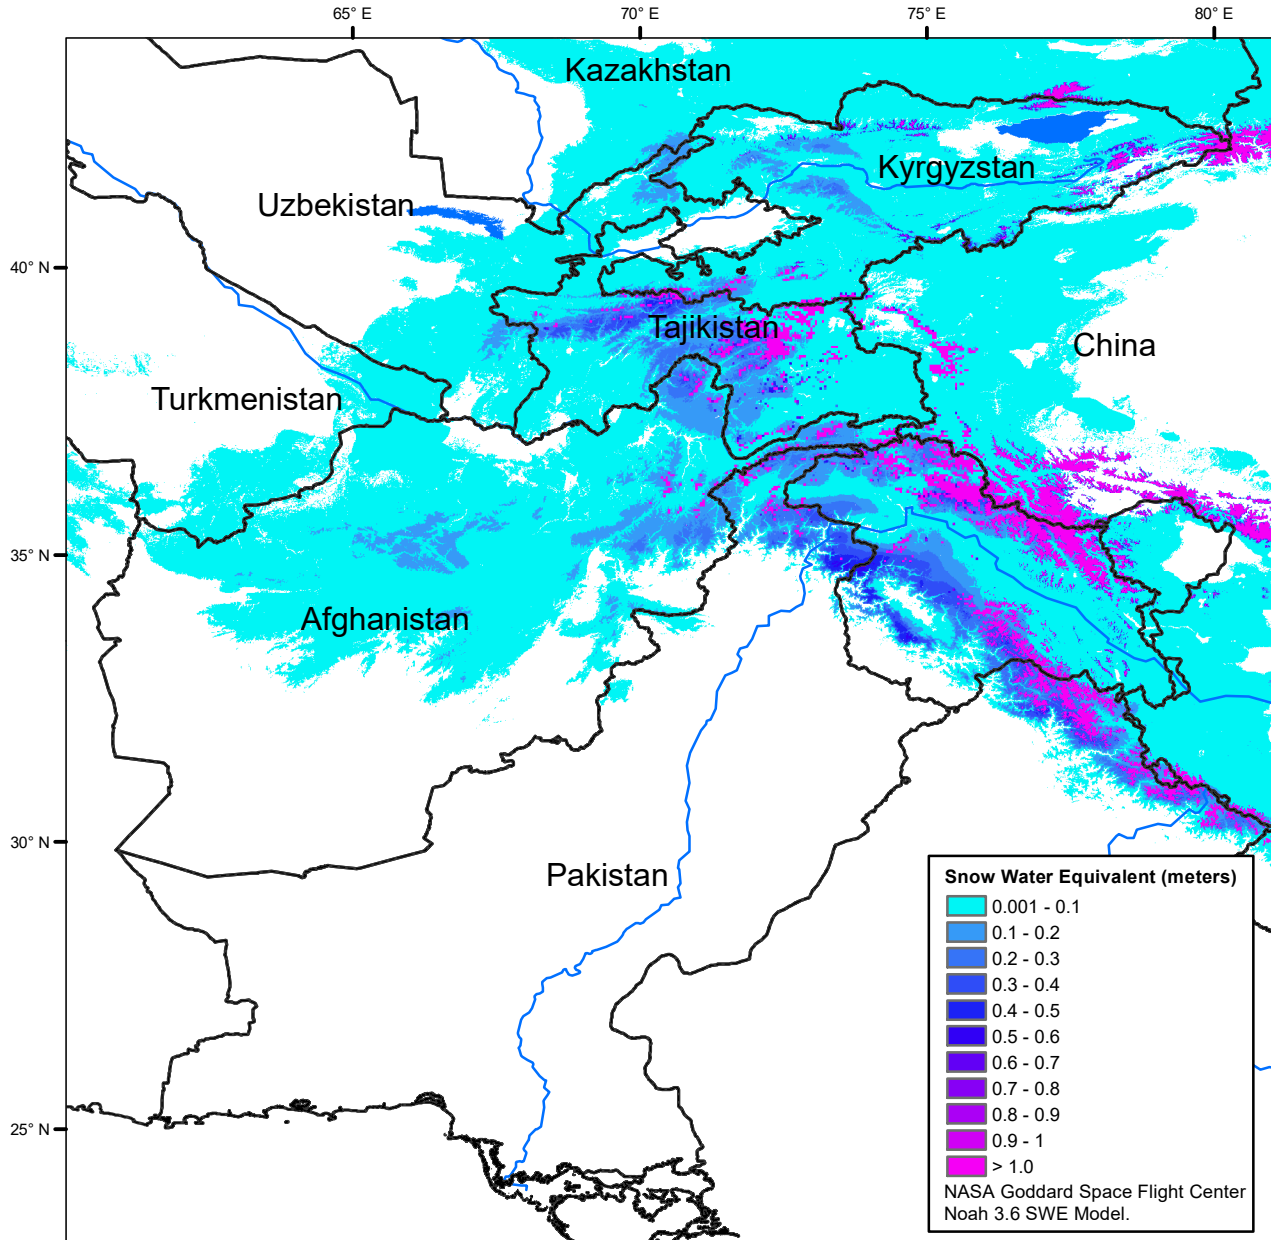 65° E
70° E
75° E
80° E
Kazakhstan
Kyrgyzstan
Uzbekistan
40° N
Tajikistan
China
Turkmenistan
35° N
Afghanistan
30° N
Pakistan
25° N
Snow Water Equivalent (meters)
0.001 - 0.1
0.1 - 0.2
0.2 - 0.3
0.3 - 0.4
0.4 - 0.5
0.5 - 0.6
0.6 - 0.7
0.7 - 0.8
0.8 - 0.9
0.9 - 1
> 1.0
NASA Goddard Space Flight Center
Noah 3.6 SWE Model.